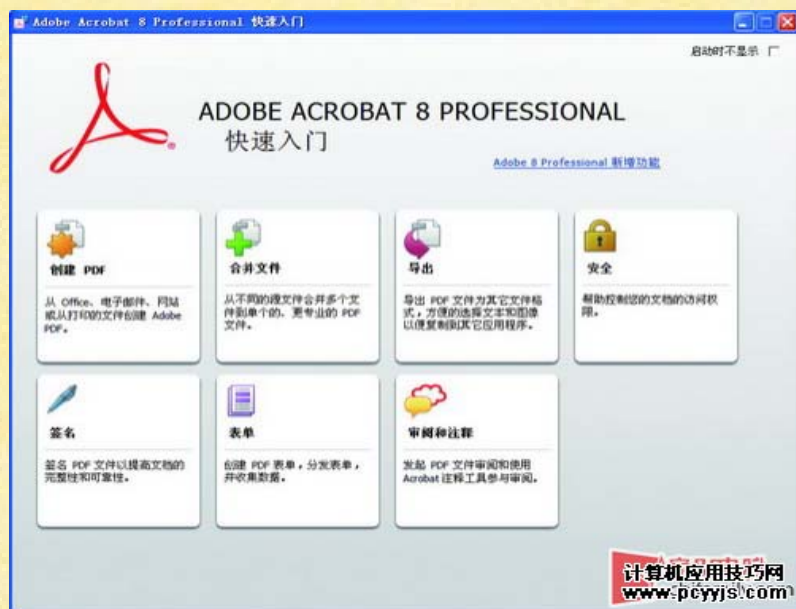 Adobe Acrobat 8 Professional 快速入门
启动时不显示
ADOBE ACROBAT 8 PROFESSIONAL
快速入门
Adobe 8 Professional 新增功能
创建 PDF
从 Office、电子邮件、网站
或从打印的文件创建 Adobe
PDF。
合并文件
从不同的源文件合并多个文
件到单个的、更专业的 PDF
文件。
导出
导出 PDF 文件为其它文件格
式，方便的选择文本和图像
以便复制到其它应用程序。
安全
帮助控制您的文档的访问权
限。
签名
签名 PDF 文件以提高文档的
完整性和可靠性。
表单
创建 PDF 表单，分发表单，
并收集数据。
审阅和注释
发起 PDF 文件审阅和使用
Acrobat 注释工具参与审阅。
计算机应用技巧网
www.pcyyjs.com